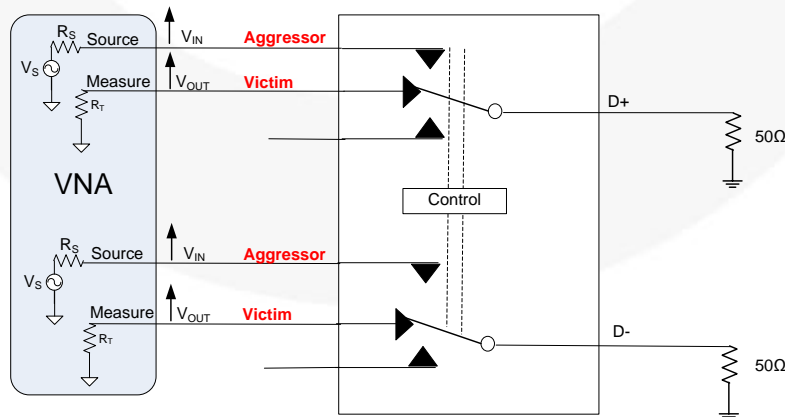 RS
Source
VIN
Aggressor
VS
Measure
VOUT
Victim
RT
D+
50Ω
VNA
Control
RS
Source
VIN
Aggressor
VS
Measure
VOUT
Victim
RT
D-
50Ω